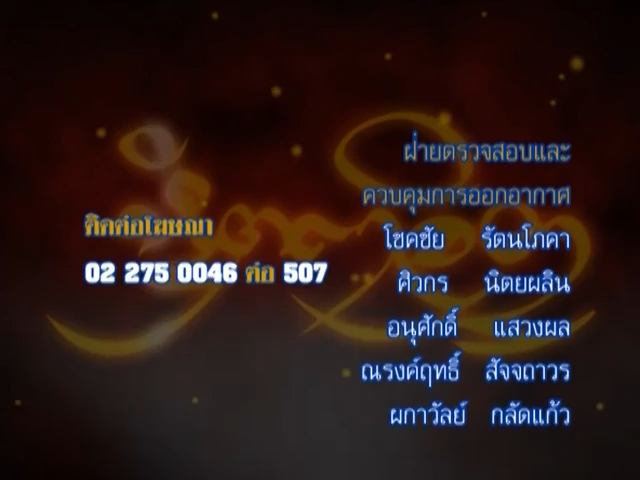 ติดต่อโฆษณา
02 275 0046 ต่อ 507
ฝ่ายตรวจสอบและ
ควบคุมการออกอากาศ
โชคชัย รัตนโภคา
ศิวกร นิตยผลิน
อนุศักดิ์ แสวงผล
ณรงค์ฤทธิ์ สัจจถาวร
ผกาวัลย์ กลัดแก้ว